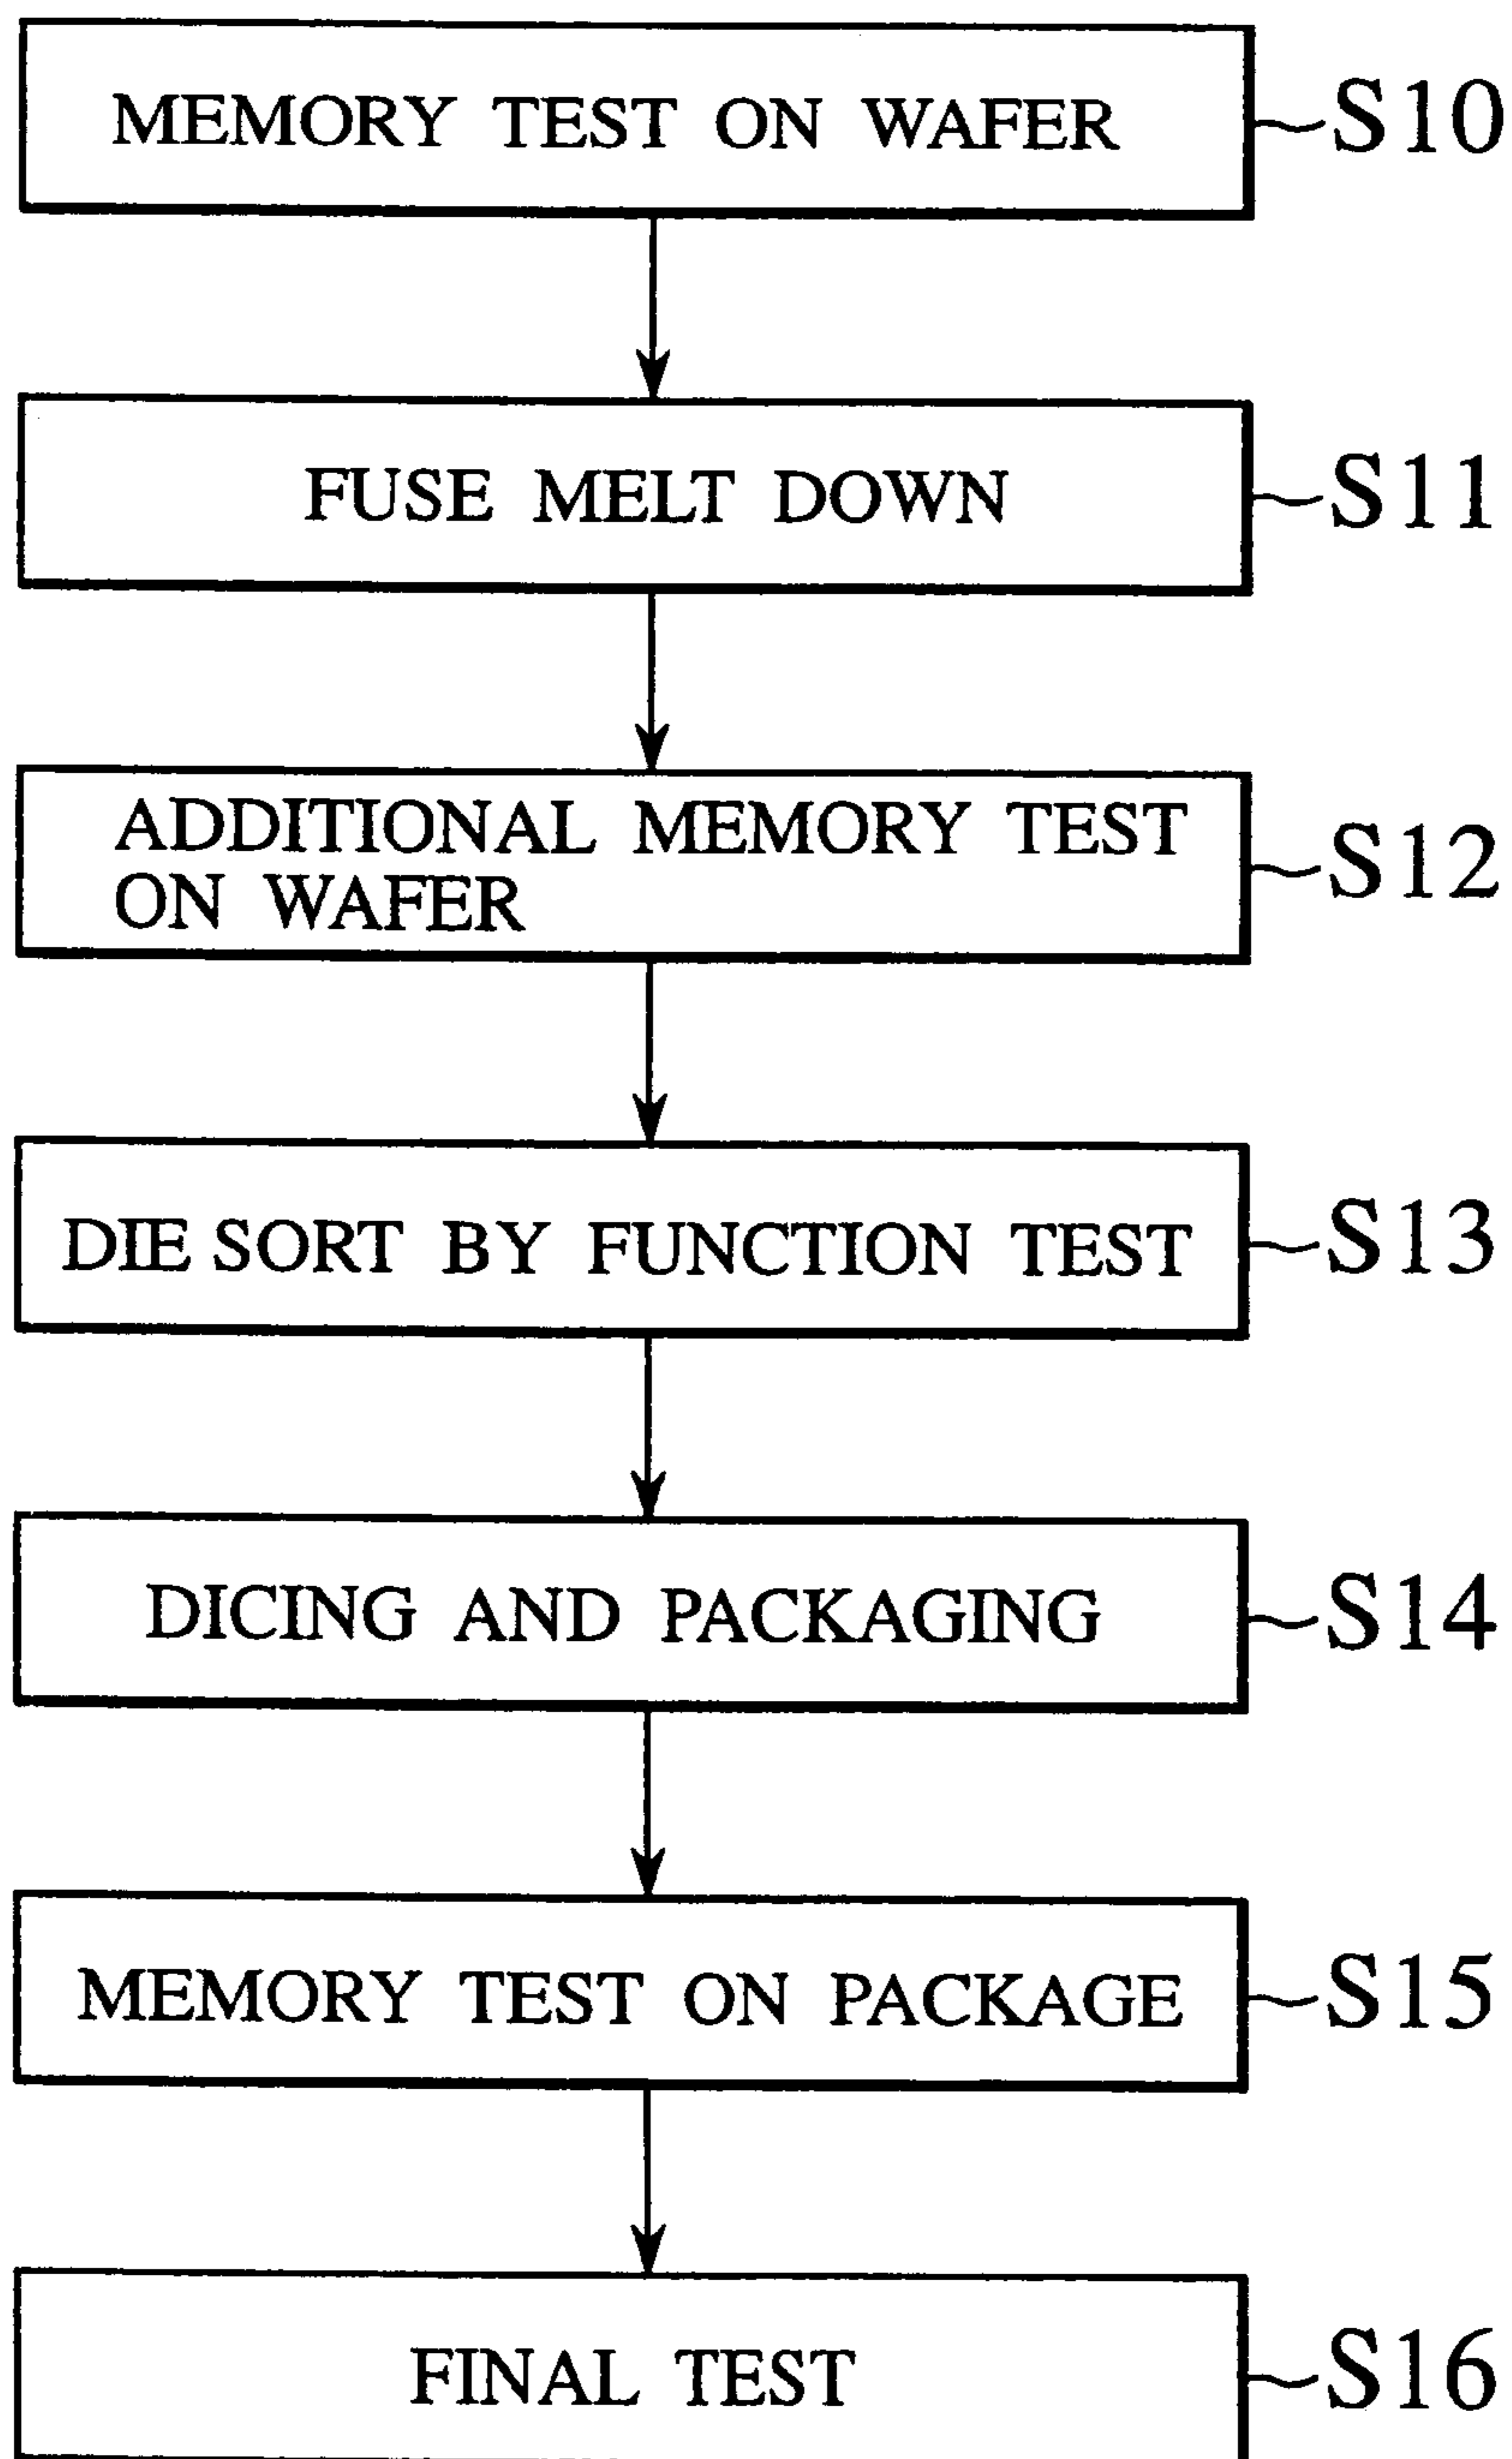 MEMORY TEST ON WAFER S10
FUSE MELT DOWN S11
ADDITIONAL MEMORY TEST
ON WAFER
S12
DIE SORT BY FUNCTION TEST S13
DICING AND PACKAGING S14
MEMORY TEST ON PACKAGE S15
FINAL TEST S16